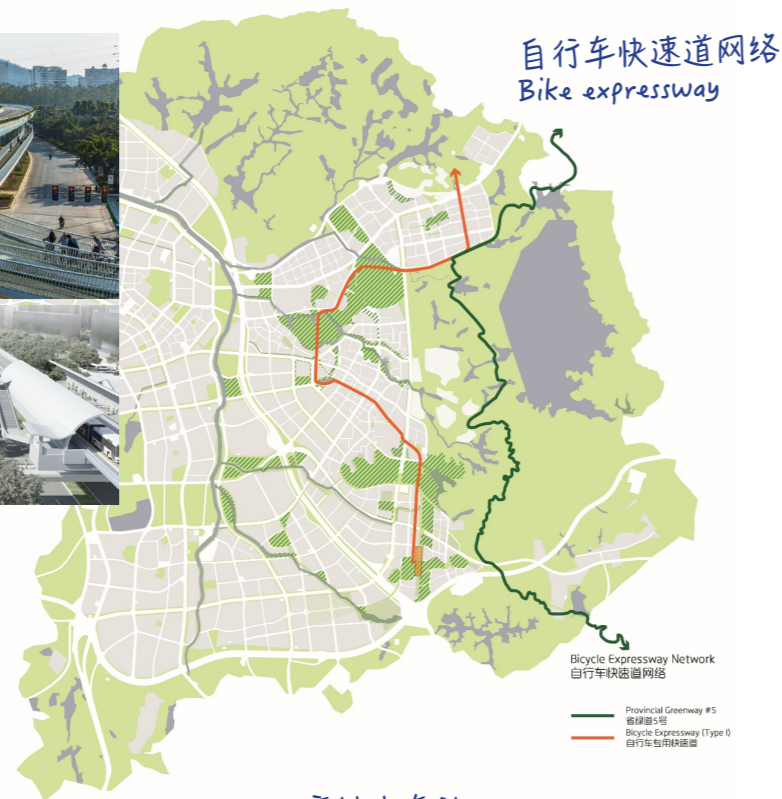 自行车快速道网络
Bike expressway
Bicycle Expressway Network
自行车快速道网络
Provincial Greenway #5
省绿道5号
Bicycle Expressway (Type I)
自行车专用快速道